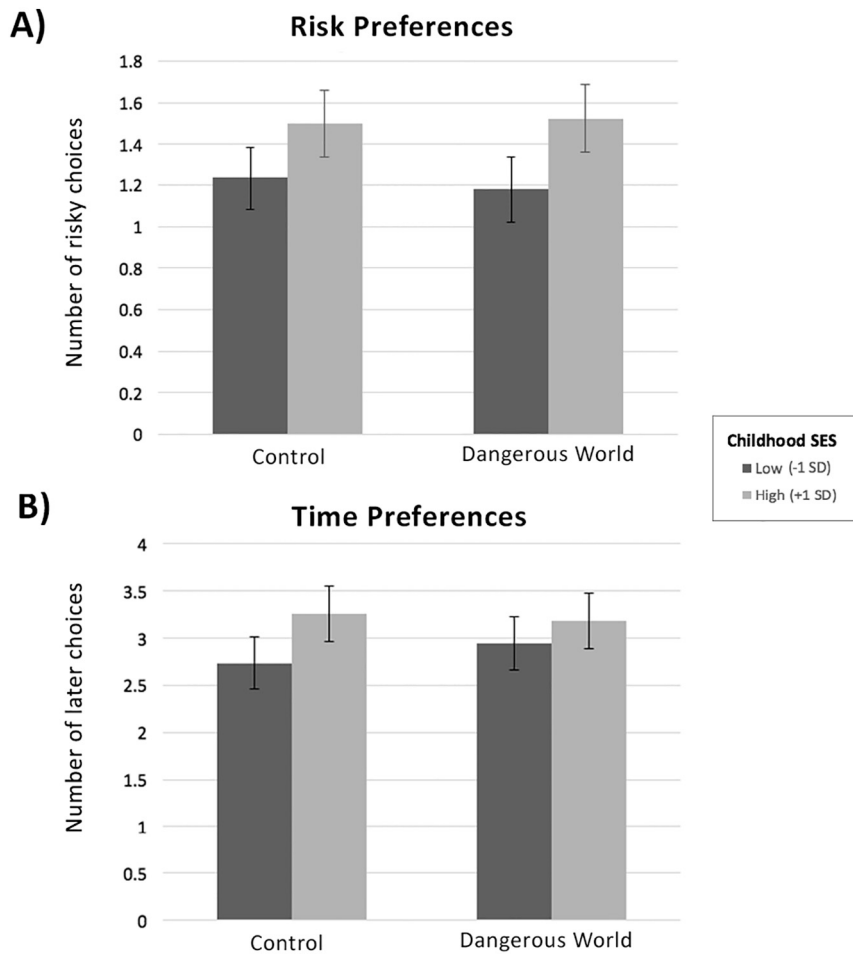 A)
Risk Preferences
Number of risky choices
1.8
1.6
1.4
1.2
1
0.8
0.6
0.4
0.2
0
Control
Dangerous World
Childhood SES
Low (-1 SD)
High (+1 SD)
B)
Time Preferences
Number of later choices
4
3.5
3
2.5
2
1.5
1
0.5
0
Control
Dangerous World